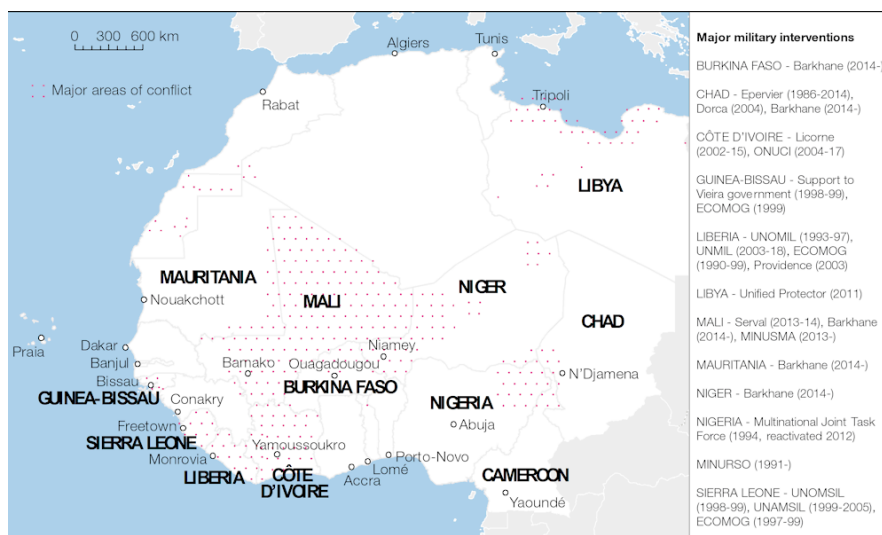 0 300 600 km
Major areas of conflict
Algiers
Tunis
Rabat
Tripoli
LIBYA
MAURITANIA
Nouakchott
MALI
NIGER
CHAD
Praia
Dakar
Banjul
Bissau
GUINEA-BISSAU
Bamako
Ouagadougou
Niamey,
BURKINA FASO
N'Djamena
Conakry
Freetown
SIERRA LEONE
Monrovia
LIBERIA
Yamoussoukro
CÔTE
D'IVOIRE
NIGERIA
Abuja
Porto-Novo
Lomé
Accra
CAMEROON
Yaoundé
Major military interventions
BURKINA FASO - Barkhane (2014-)
CHAD - Epervier (1986-2014),
Dorca (2004), Barkhane (2014-)
CÔTE D'IVOIRE - Licorne
(2002-15), ONUCI (2004-17)
GUINEA-BISSAU - Support to
Vieira government (1998-99),
ECOMOG (1999)
LIBERIA - UNOMIL (1993-97),
UNMIL (2003-18), ECOMOG
(1990-99), Providence (2003)
LIBYA - Unified Protector (2011)
MALI - Serval (2013-14), Barkhane
(2014-), MINUSMA (2013-)
MAURITANIA - Barkhane (2014-)
NIGER - Barkhane (2014-)
NIGERIA - Multinational Joint Task
Force (1994, reactivated 2012)
MINURSO (1991-)
SIERRA LEONE - UNOMSIL
(1998-99), UNAMSIL (1999-2005),
ECOMOG (1997-99)